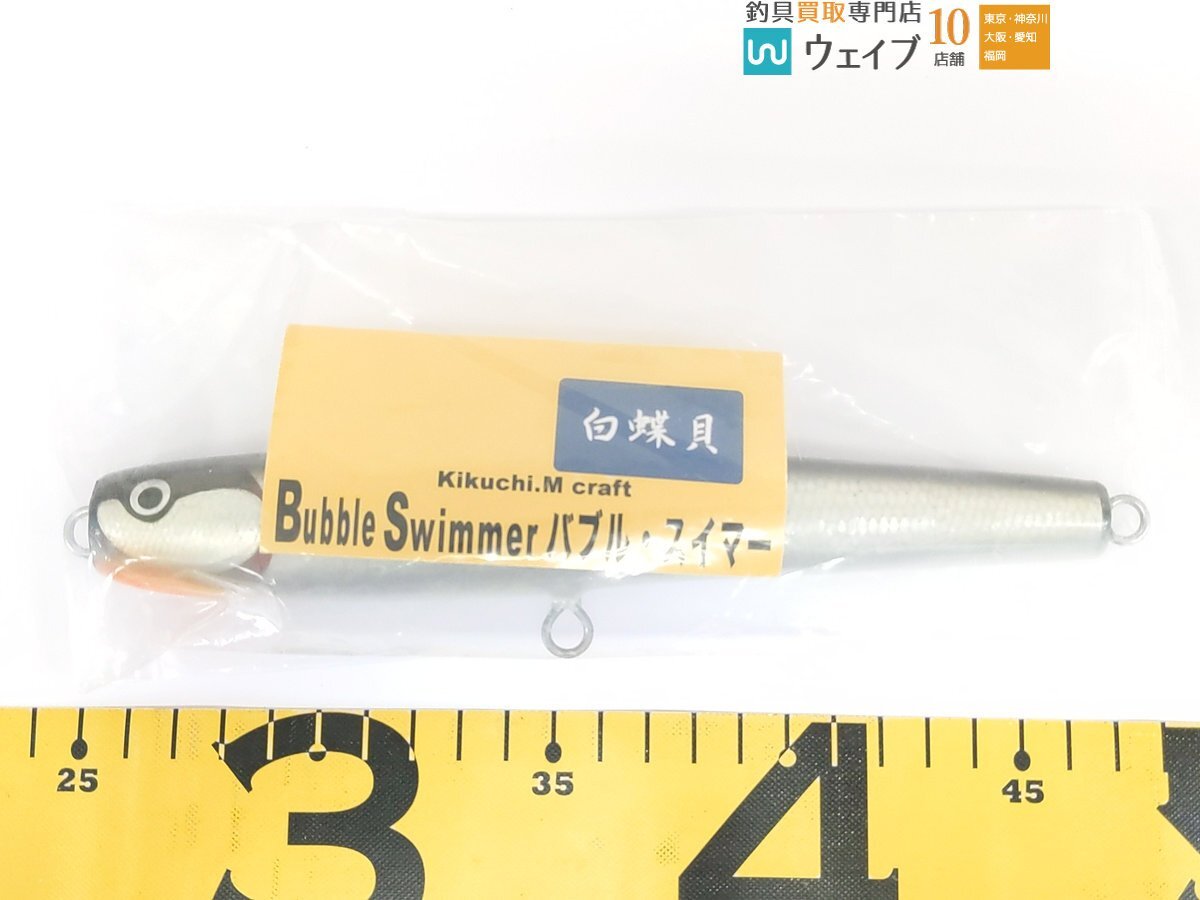 釣具買取専門店
ウェイブ
10
店舗
東京・神奈川
大阪・愛知
福岡
白蝶貝
Kikuchi.M craft
Bubble Swimmer バブル・スイマー
25 3 35 4 45